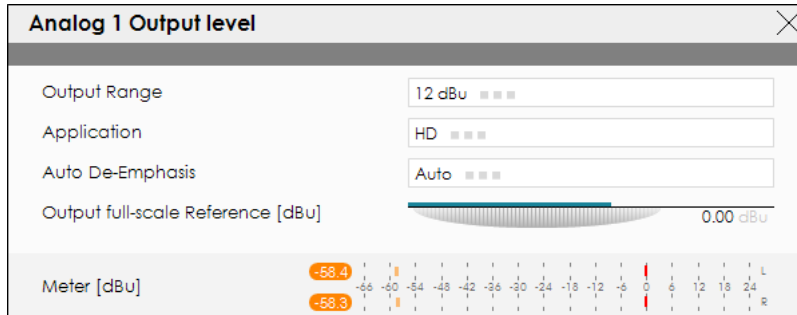 Analog 1 Output level
Output Range 12 dBu
Application HD
Auto De-Emphasis Auto
Output full-scale Reference [dBu] 0.00 dBu
-58.4 L
Meter [dBu] -66 -60 -54 -48 -42 -36 -30 -24 -18 -12 -6 0 6 12 18 24
-58.3 R